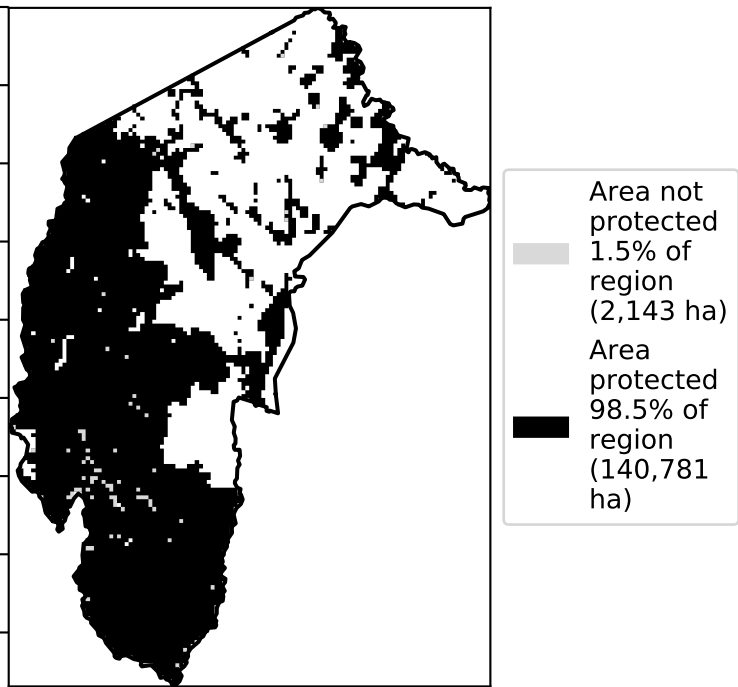 Area not
protected
1.5% of
region
(2,143 ha)
Area
protected
98.5% of
region
(140,781
ha)